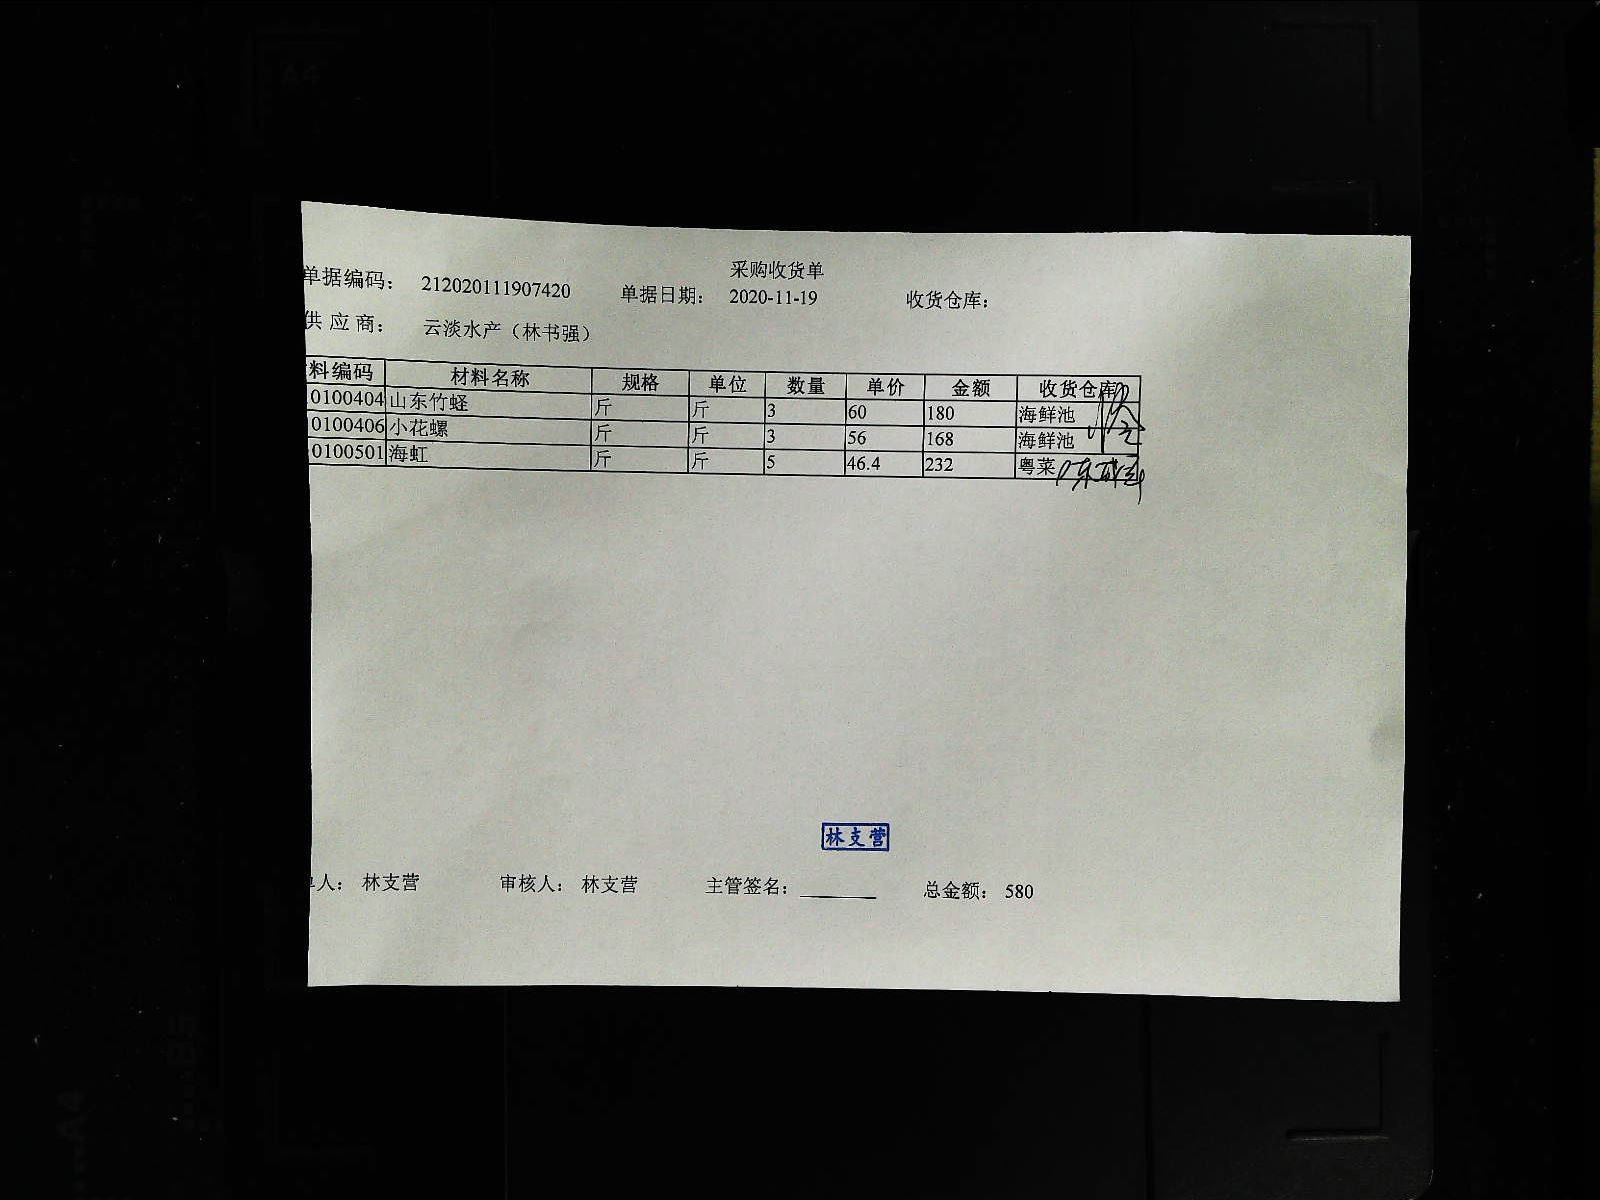 采购收货单
单据编码： 212020111907420 单据日期： 2020-11-19 收货仓库：
供应商： 云淡水产（林书强）
料编码 材料名称 规格 单位 数量 单价 金额 收货仓库
0100404 山东竹蛏 斤 斤 3 60 180 海鲜池
0100406 小花螺 斤 斤 3 56 168 海鲜池
0100501 海虹 斤 斤 5 46.4 232 粤菜
林支营
人： 林支营 审核人： 林支营 主管签名： 总金额： 580